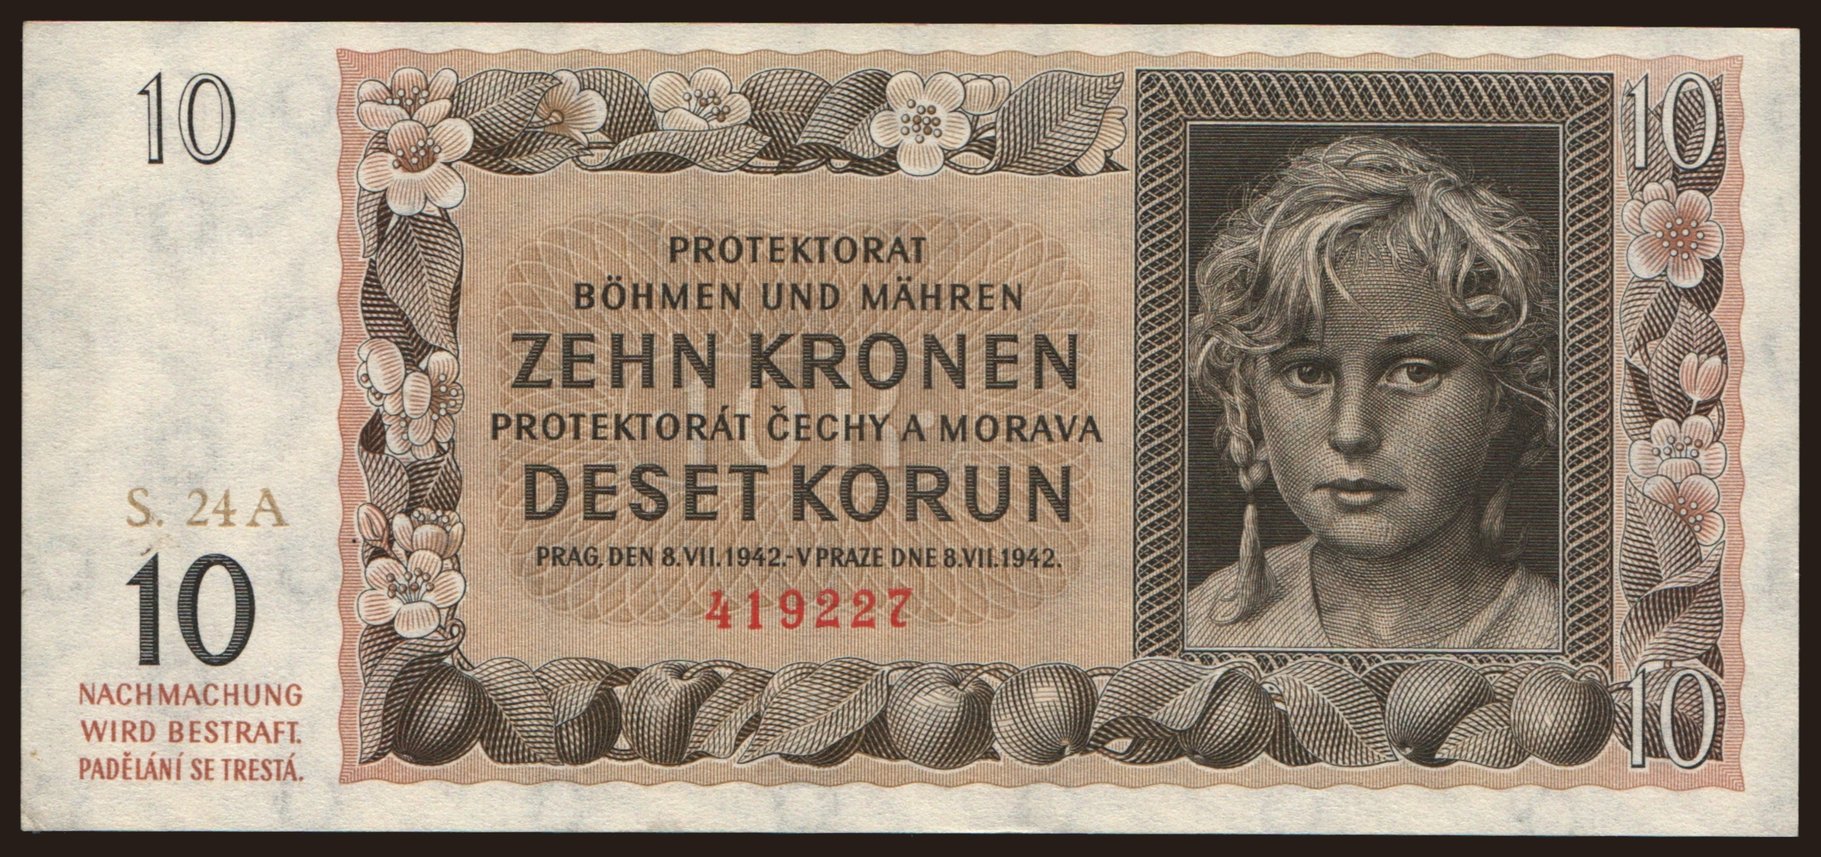 10
10
PROTEKTORAT
BÖHMEN UND MÄHREN
ZEHN KRONEN
PROTEKTORÁT ČECHY A MORAVA
DESET KORUN
PRAG, DEN 8.VII.1942.-V PRAZE DNE 8.VII.1942.
419227
S. 24A
10
NACHMACHUNG
WIRD BESTRAFT.
PADĚLÁNÍ SE TRESTÁ.
10